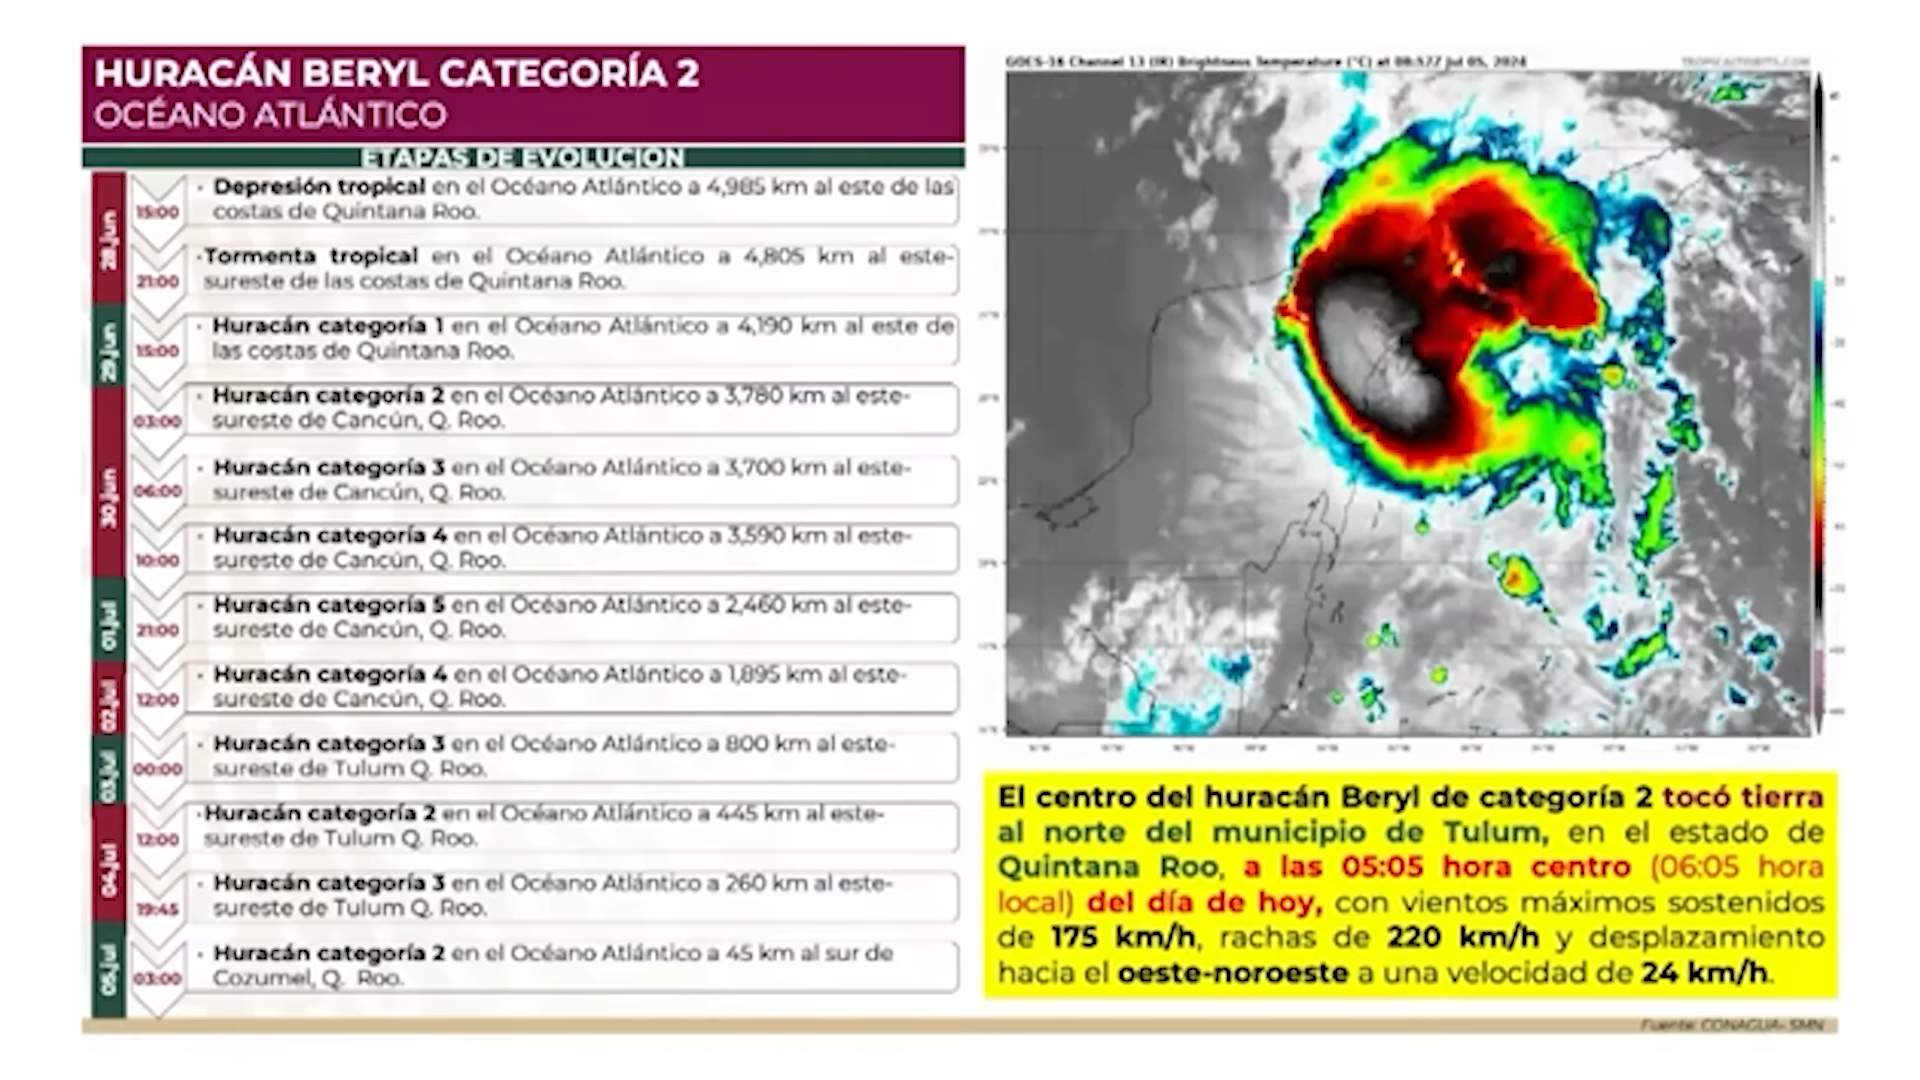 HURACÁN BERYL CATEGORÍA 2
OCÉANO ATLÁNTICO
ETAPAS DE EVOLUCIÓN
28 jun
15:00
· Depresión tropical en el Océano Atlántico a 4,985 km al este de las
costas de Quintana Roo.
21:00
· Tormenta tropical en el Océano Atlántico a 4,805 km al este-
sureste de las costas de Quintana Roo.
29 jun
15:00
· Huracán categoría 1 en el Océano Atlántico a 4,190 km al este de
las costas de Quintana Roo.
30 jun
03:00
· Huracán categoría 2 en el Océano Atlántico a 3,780 km al este-
sureste de Cancún, Q. Roo.
06:00
· Huracán categoría 3 en el Océano Atlántico a 3,700 km al este-
sureste de Cancún, Q. Roo.
10:00
· Huracán categoría 4 en el Océano Atlántico a 3,590 km al este-
sureste de Cancún, Q. Roo.
01 jul
21:00
· Huracán categoría 5 en el Océano Atlántico a 2,460 km al este-
sureste de Cancún, Q. Roo.
02 jul
12:00
· Huracán categoría 4 en el Océano Atlántico a 1,895 km al este-
sureste de Cancún, Q. Roo.
03 jul
00:00
· Huracán categoría 3 en el Océano Atlántico a 800 km al este-
sureste de Tulum Q. Roo.
04 jul
12:00
· Huracán categoría 2 en el Océano Atlántico a 445 km al este-
sureste de Tulum Q. Roo.
19:45
· Huracán categoría 3 en el Océano Atlántico a 260 km al este-
sureste de Tulum Q. Roo.
05 jul
03:00
· Huracán categoría 2 en el Océano Atlántico a 45 km al sur de
Cozumel, Q. Roo.
GOES-16 Channel 13 (IR) Brightness Temperature (°C) at 08:57Z Jul 05, 2024
TROPICALTIDBITS.COM
El centro del huracán Beryl de categoría 2 tocó tierra
al norte del municipio de Tulum, en el estado de
Quintana Roo, a las 05:05 hora centro (06:05 hora
local) del día de hoy, con vientos máximos sostenidos
de 175 km/h, rachas de 220 km/h y desplazamiento
hacia el oeste-noroeste a una velocidad de 24 km/h.
Fuente: CONAGUA- SMN